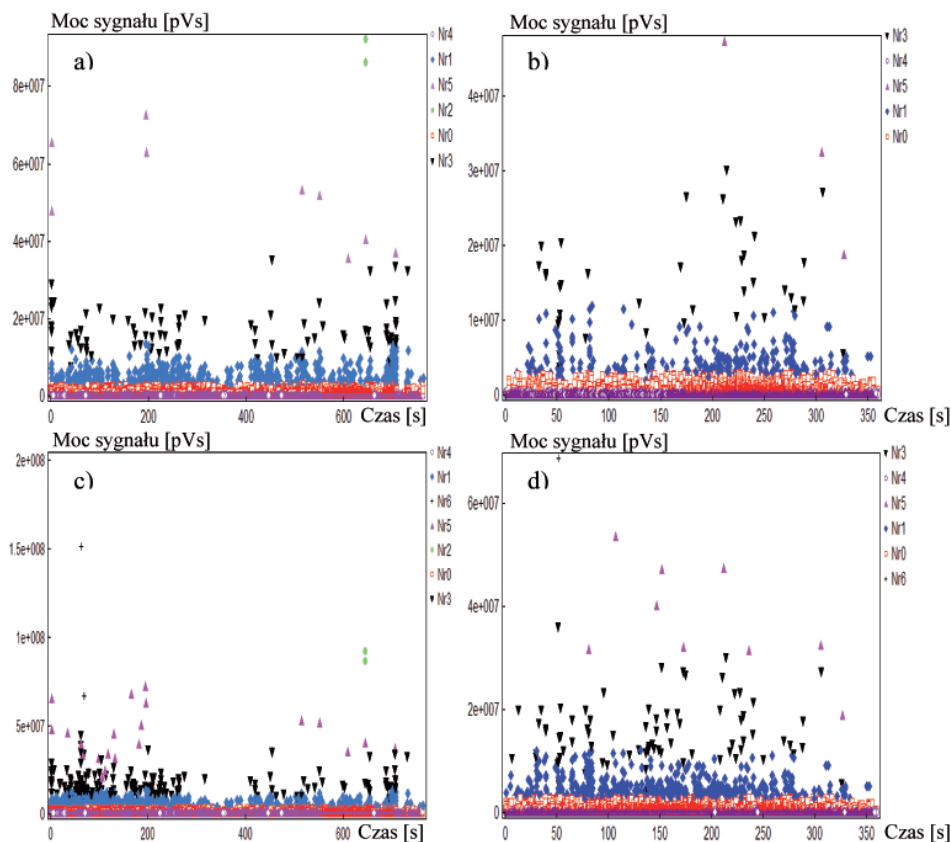 Moc sygnału [pVs]
a)
8e+007
6e+007
4e+007
2e+007
0
0
200
400
600
Czas [s]
Nr4
Nr1
Nr5
Nr2
Nr0
Nr3
Moc sygnału [pVs]
b)
4e+007
3e+007
2e+007
1e+007
0
0
50
100
150
200
250
300
350
Czas [s]
Nr3
Nr4
Nr5
Nr1
Nr0
Moc sygnału [pVs]
c)
2e+008
1.5e+008
1e+008
5e+007
0
0
200
400
600
Czas [s]
Nr4
Nr1
Nr6
Nr5
Nr2
Nr0
Nr3
Moc sygnału [pVs]
d)
6e+007
4e+007
2e+007
0
0
50
100
150
200
250
300
350
Czas [s]
Nr3
Nr4
Nr5
Nr1
Nr0
Nr6